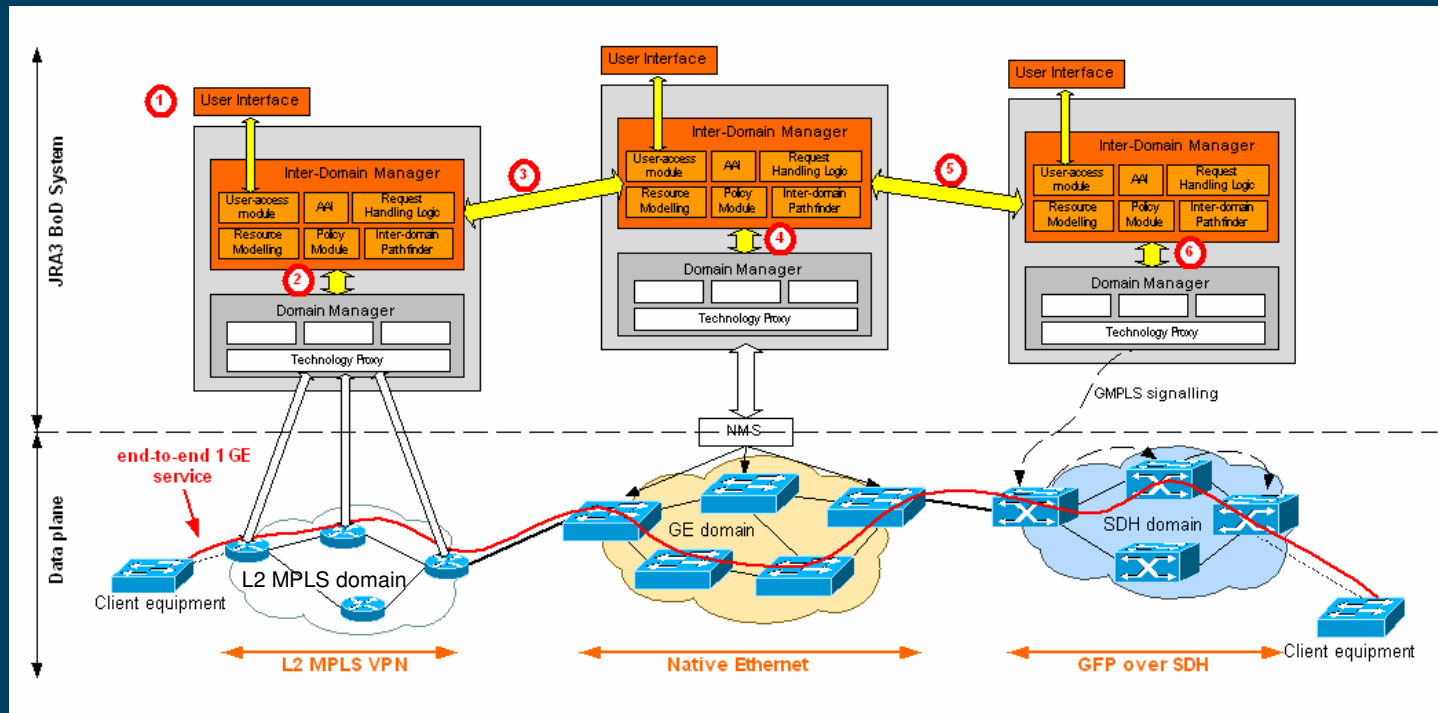 JRA3 BoD System
Data plane
1
User Interface
Inter-Domain Manager
User-access
module
AAI
Request
Handling Logic
Resource
Modelling
Policy
Module
Inter-domain
Pathfinder
2
Domain Manager
Technology Proxy
3
User Interface
Inter-Domain Manager
User-access
module
AAI
Request
Handling Logic
Resource
Modelling
Policy
Module
Inter-domain
Pathfinder
4
Domain Manager
Technology Proxy
5
User Interface
Inter-Domain Manager
User-access
module
AAI
Request
Handling Logic
Resource
Modelling
Policy
Module
Inter-domain
Pathfinder
6
Domain Manager
Technology Proxy
GMPLS signalling
NMS
end-to-end 1 GE
service
L2 MPLS domain
Client equipment
GE domain
SDH domain
Client equipment
L2 MPLS VPN
Native Ethernet
GFP over SDH